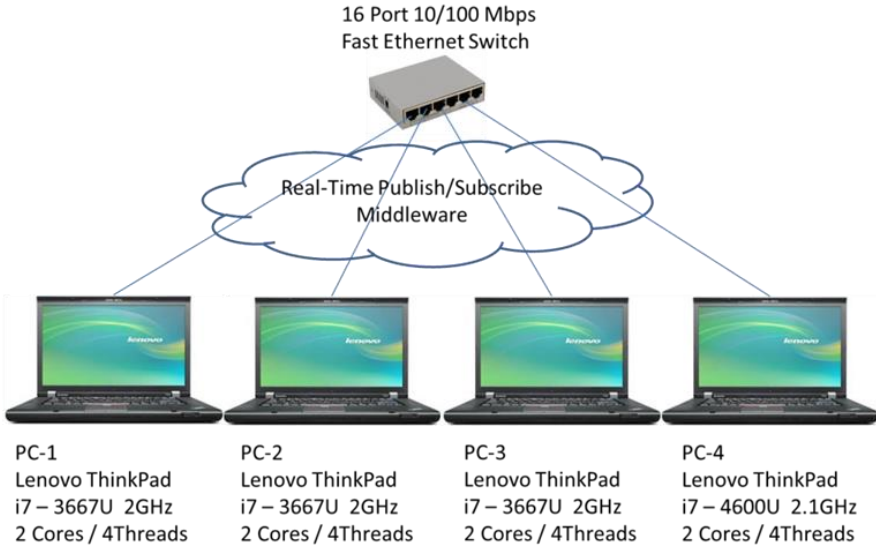 16 Port 10/100 Mbps
Fast Ethernet Switch
Real-Time Publish/Subscribe
Middleware
lenovo
lenovo
lenovo
lenovo
PC-1
Lenovo ThinkPad
i7 – 3667U 2GHz
2 Cores / 4Threads
PC-2
Lenovo ThinkPad
i7 – 3667U 2GHz
2 Cores / 4Threads
PC-3
Lenovo ThinkPad
i7 – 3667U 2GHz
2 Cores / 4Threads
PC-4
Lenovo ThinkPad
i7 – 4600U 2.1GHz
2 Cores / 4Threads